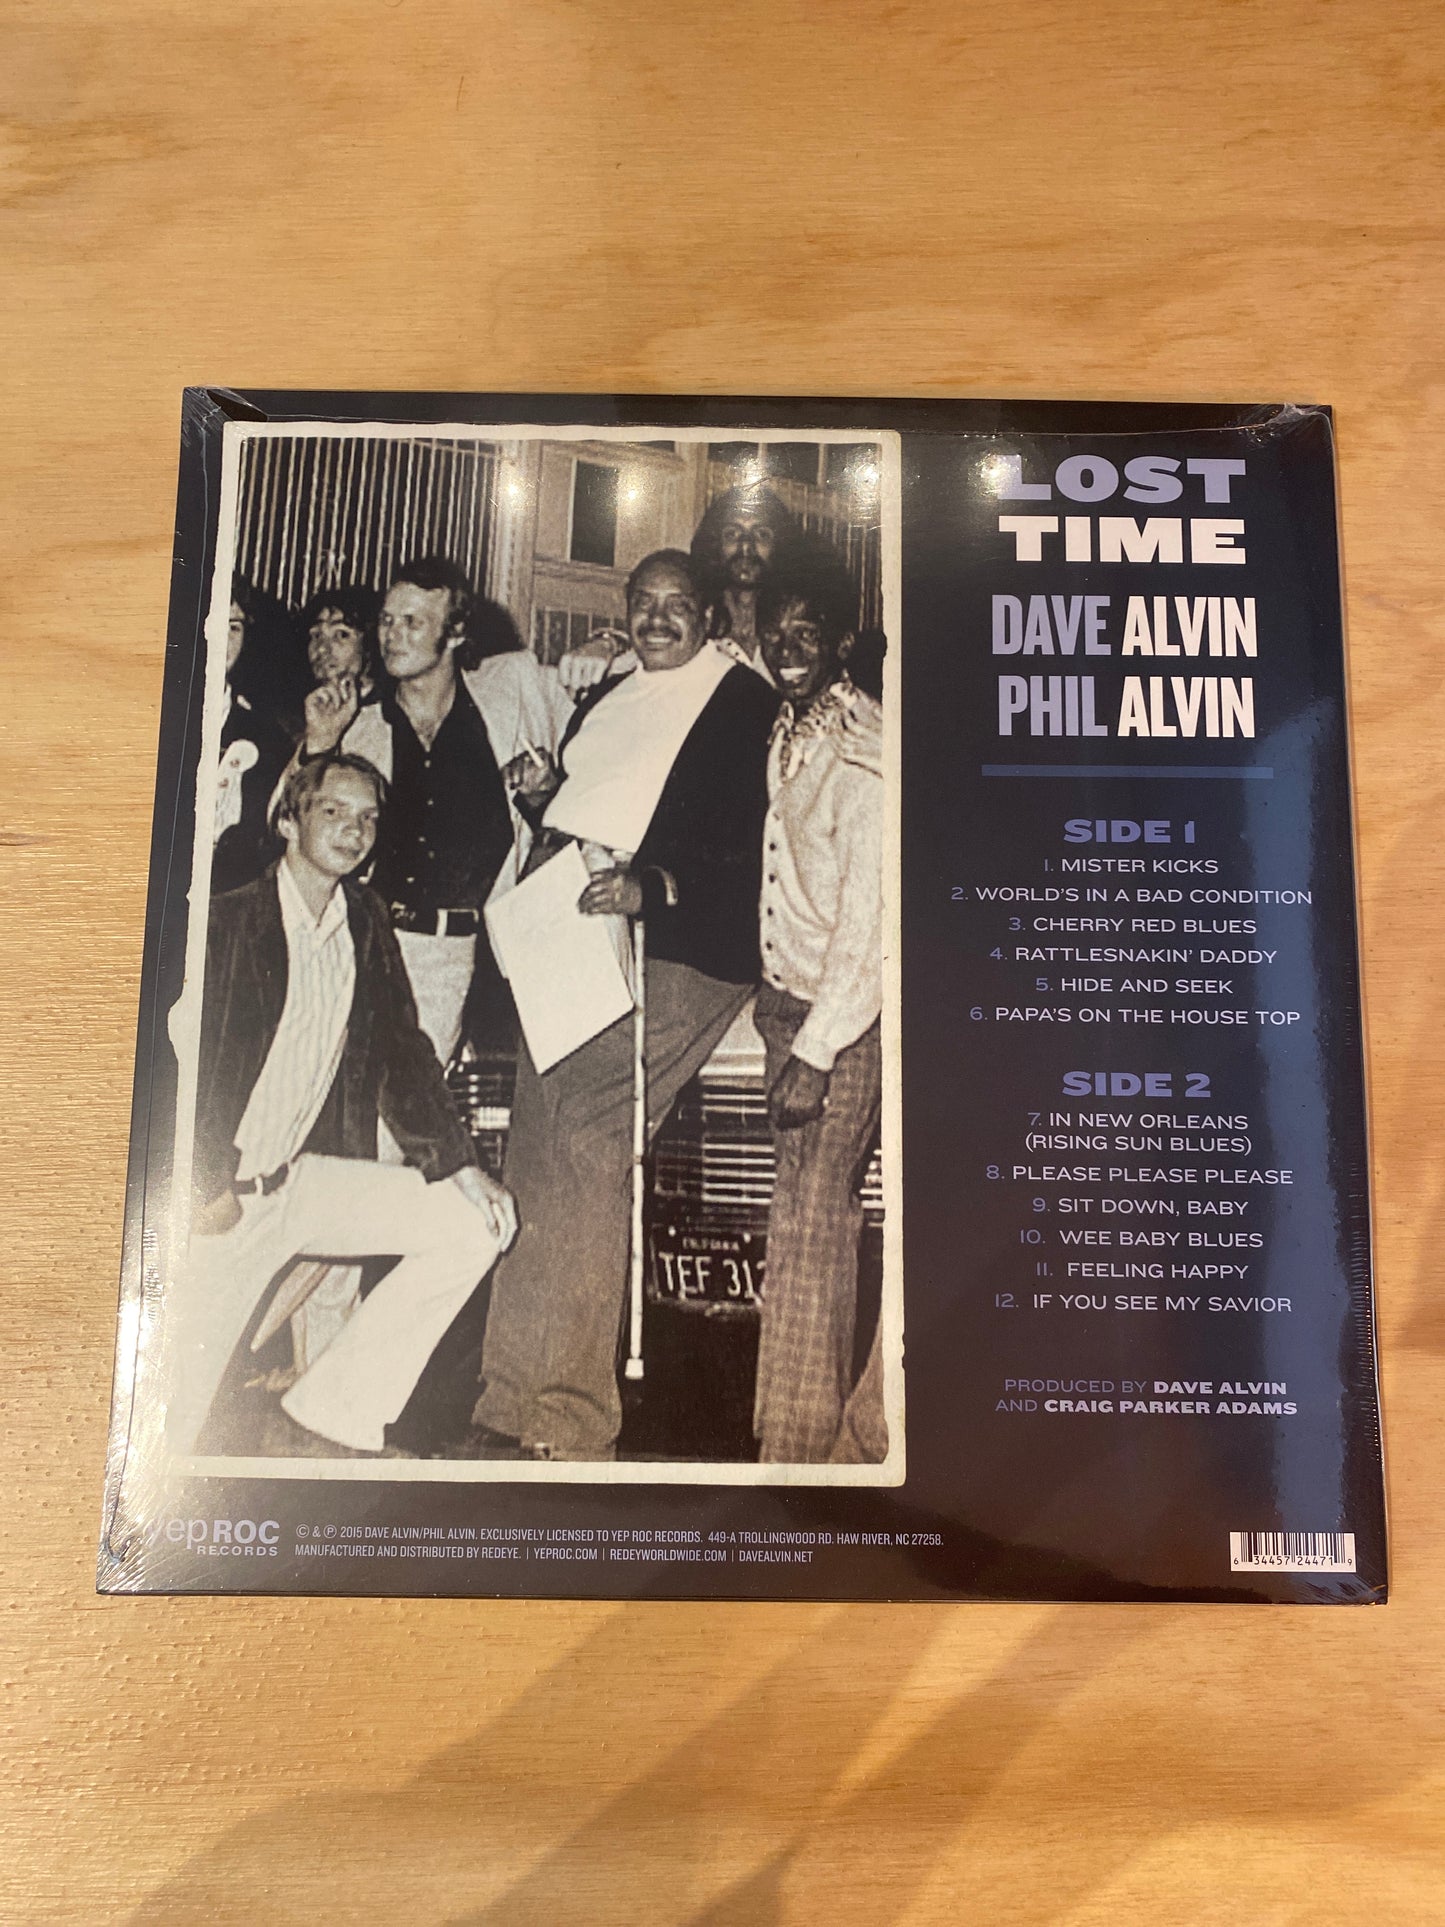 LOST
TIME
DAVE ALVIN
PHIL ALVIN
SIDE 1
1. MISTER KICKS
2. WORLD'S IN A BAD CONDITION
3. CHERRY RED BLUES
4. RATTLESNAKIN' DADDY
5. HIDE AND SEEK
6. PAPA'S ON THE HOUSE TOP
SIDE 2
7. IN NEW ORLEANS
(RISING SUN BLUES)
8. PLEASE PLEASE PLEASE
9. SIT DOWN, BABY
10. WEE BABY BLUES
11. FEELING HAPPY
12. IF YOU SEE MY SAVIOR
PRODUCED BY DAVE ALVIN
AND CRAIG PARKER ADAMS
CALIFORNIA
TEF 312
yep ROC
RECORDS
© & ℗ 2015 DAVE ALVIN/PHIL ALVIN. EXCLUSIVELY LICENSED TO YEP ROC RECORDS. 449-A TROLLINGWOOD RD. HAW RIVER, NC 27258.
MANUFACTURED AND DISTRIBUTED BY REDEYE. | YEPROC.COM | REDEYEWORLDWIDE.COM | DAVEALVIN.NET
6 34457 24471 9